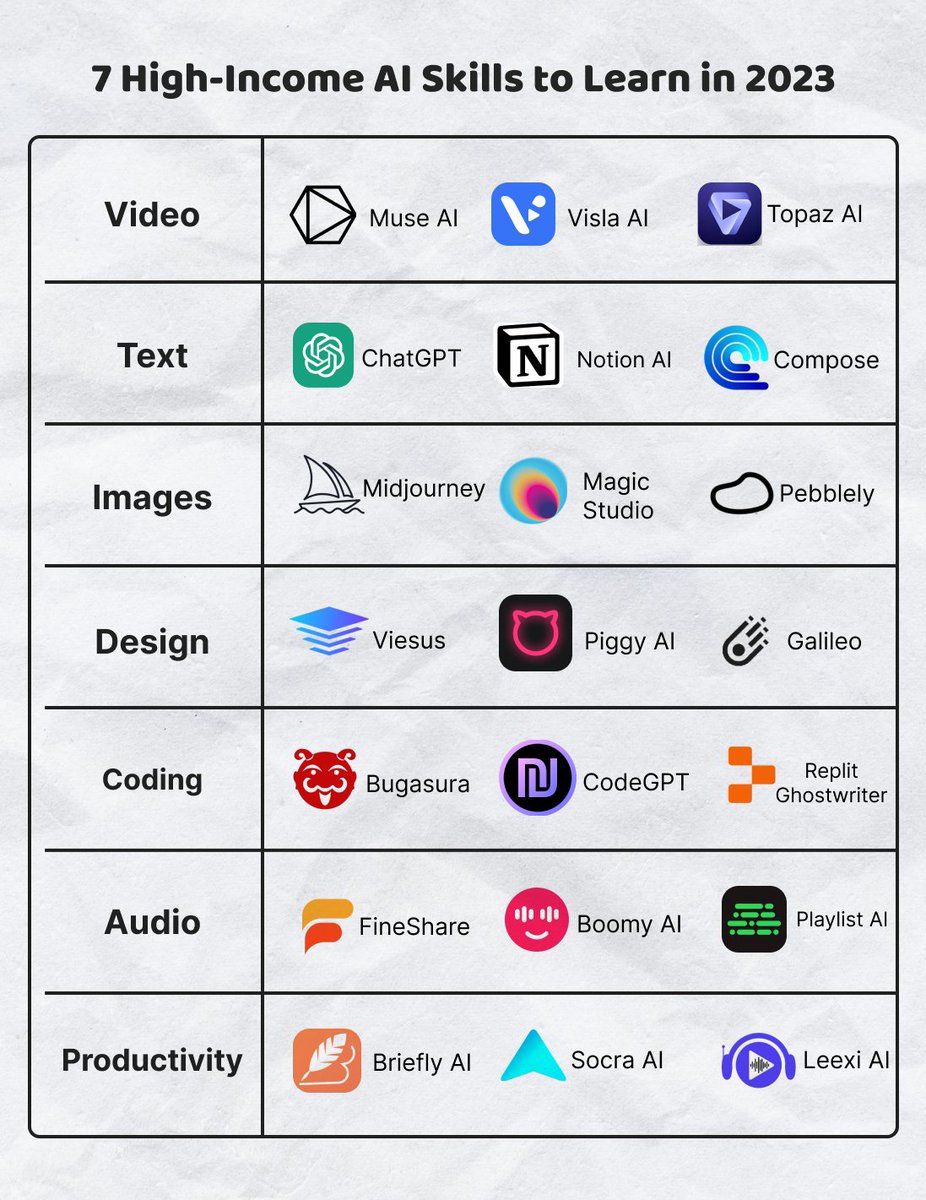 7 High-Income AI Skills to Learn in 2023
Video
Muse AI
Visla AI
Topaz AI
Text
ChatGPT
N
Notion AI
Compose
Images
Midjourney
Magic
Studio
Pebblely
Design
Viesus
Piggy AI
Galileo
Coding
Bugasura
CodeGPT
Replit
Ghostwriter
Audio
FineShare
Boomy AI
Playlist AI
Productivity
Briefly AI
Socra AI
Leexi AI